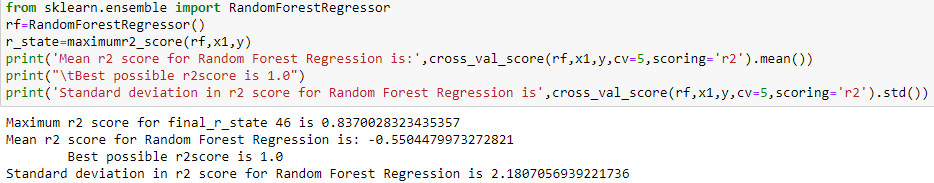 from sklearn.ensemble import RandomForestRegressor
rf=RandomForestRegressor()
r_state=maximumr2_score(rf,x1,y)
print('Mean r2 score for Random Forest Regression is:',cross_val_score(rf,x1,y,cv=5,scoring='r2').mean())
print("\tBest possible r2score is 1.0")
print('Standard deviation in r2 score for Random Forest Regression is',cross_val_score(rf,x1,y,cv=5,scoring='r2').std())
Maximum r2 score for final_r_state 46 is 0.8370028323435357
Mean r2 score for Random Forest Regression is: -0.5504479973272821
        Best possible r2score is 1.0
Standard deviation in r2 score for Random Forest Regression is 2.1807056939221736